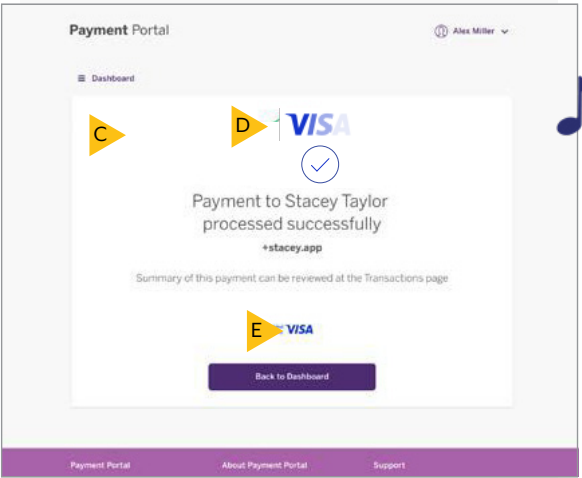 Payment Portal
Alex Miller
Dashboard
C
D
VISA
Payment to Stacey Taylor
processed successfully
+stacey.app
Summary of this payment can be reviewed at the Transactions page
E
VISA
Back to Dashboard
Payment Portal
About Payment Portal
Support